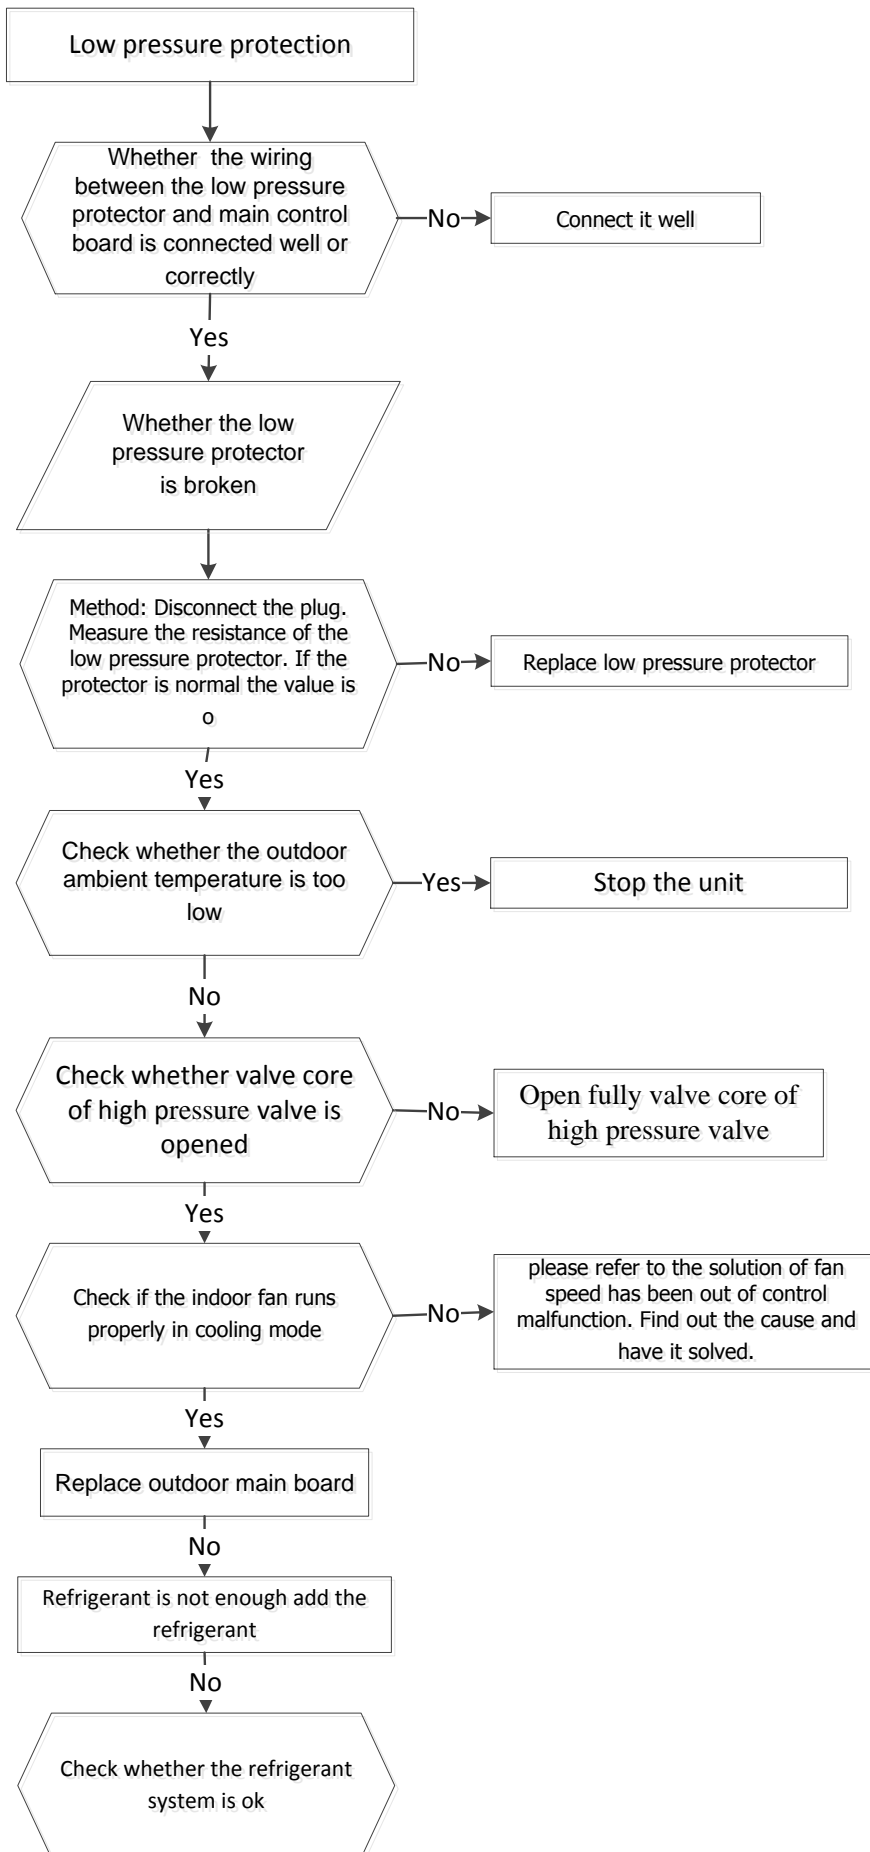 Low pressure protection
Whether the wiring
between the low pressure
protector and main control
board is connected well or
correctly
No
Connect it well
Yes
Whether the low
pressure protector
is broken
Method: Disconnect the plug.
Measure the resistance of the
low pressure protector. If the
protector is normal the value is
o
No
Replace low pressure protector
Yes
Check whether the outdoor
ambient temperature is too
low
Yes
Stop the unit
No
Check whether valve core
of high pressure valve is
opened
No
Open fully valve core of
high pressure valve
Yes
Check if the indoor fan runs
properly in cooling mode
No
please refer to the solution of fan
speed has been out of control
malfunction. Find out the cause and
have it solved.
Yes
Replace outdoor main board
No
Refrigerant is not enough add the
refrigerant
No
Check whether the refrigerant
system is ok